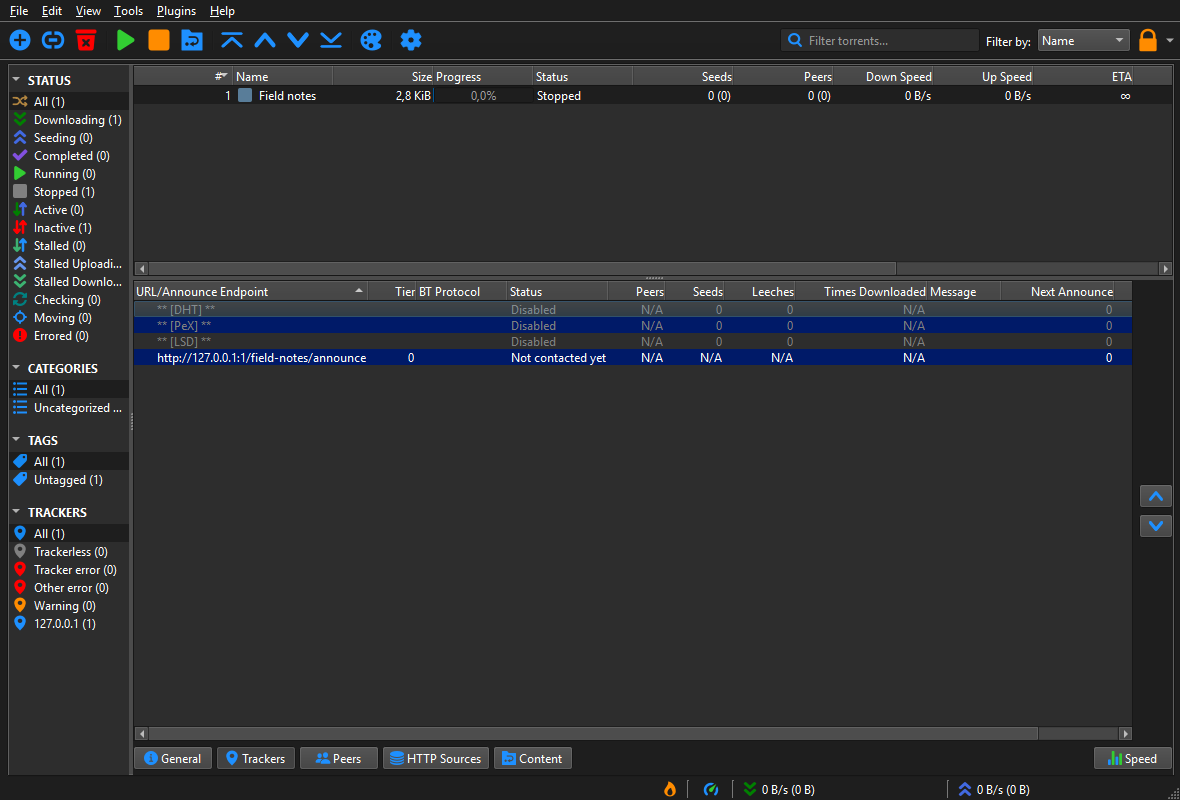 File Edit View Tools Plugins Help
Filter torrents... Filter by: Name
STATUS
All (1)
Downloading (1)
Seeding (0)
Completed (0)
Running (0)
Stopped (1)
Active (0)
Inactive (1)
Stalled (0)
Stalled Uploadi...
Stalled Downlo...
Checking (0)
Moving (0)
Errored (0)
CATEGORIES
All (1)
Uncategorized ...
TAGS
All (1)
Untagged (1)
TRACKERS
All (1)
Trackerless (0)
Tracker error (0)
Other error (0)
Warning (0)
127.0.0.1 (1)
# Name Size Progress Status Seeds Peers Down Speed Up Speed ETA
1 Field notes 2,8 KiB 0,0% Stopped 0 (0) 0 (0) 0 B/s 0 B/s ∞
URL/Announce Endpoint Tier BT Protocol Status Peers Seeds Leeches Times Downloaded Message Next Announce
** [DHT] ** Disabled N/A 0 0 N/A 0
** [PeX] ** Disabled N/A 0 0 N/A 0
** [LSD] ** Disabled N/A 0 0 N/A 0
http://127.0.0.1:1/field-notes/announce 0 Not contacted yet N/A N/A N/A N/A 0
General Trackers Peers HTTP Sources Content Speed
0 B/s (0 B) 0 B/s (0 B)